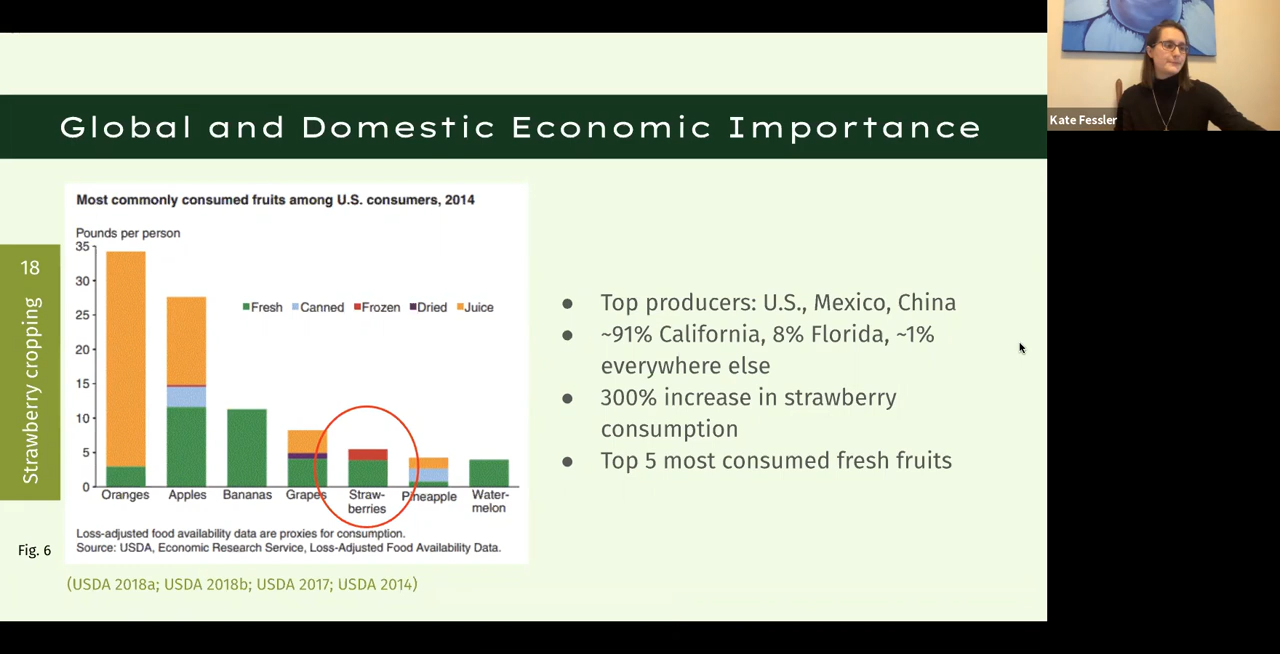 Global and Domestic Economic Importance
Kate Fessler
18
Strawberry cropping
Most commonly consumed fruits among U.S. consumers, 2014
Pounds per person
35
30
25
20
15
10
5
0
Fresh Canned Frozen Dried Juice
Oranges Apples Bananas Grapes Straw- Pineapple Water-
berries melon
Loss-adjusted food availability data are proxies for consumption.
Source: USDA, Economic Research Service, Loss-Adjusted Food Availability Data.
Fig. 6
(USDA 2018a; USDA 2018b; USDA 2017; USDA 2014)
● Top producers: U.S., Mexico, China
● ~91% California, 8% Florida, ~1%
everywhere else
● 300% increase in strawberry
consumption
● Top 5 most consumed fresh fruits